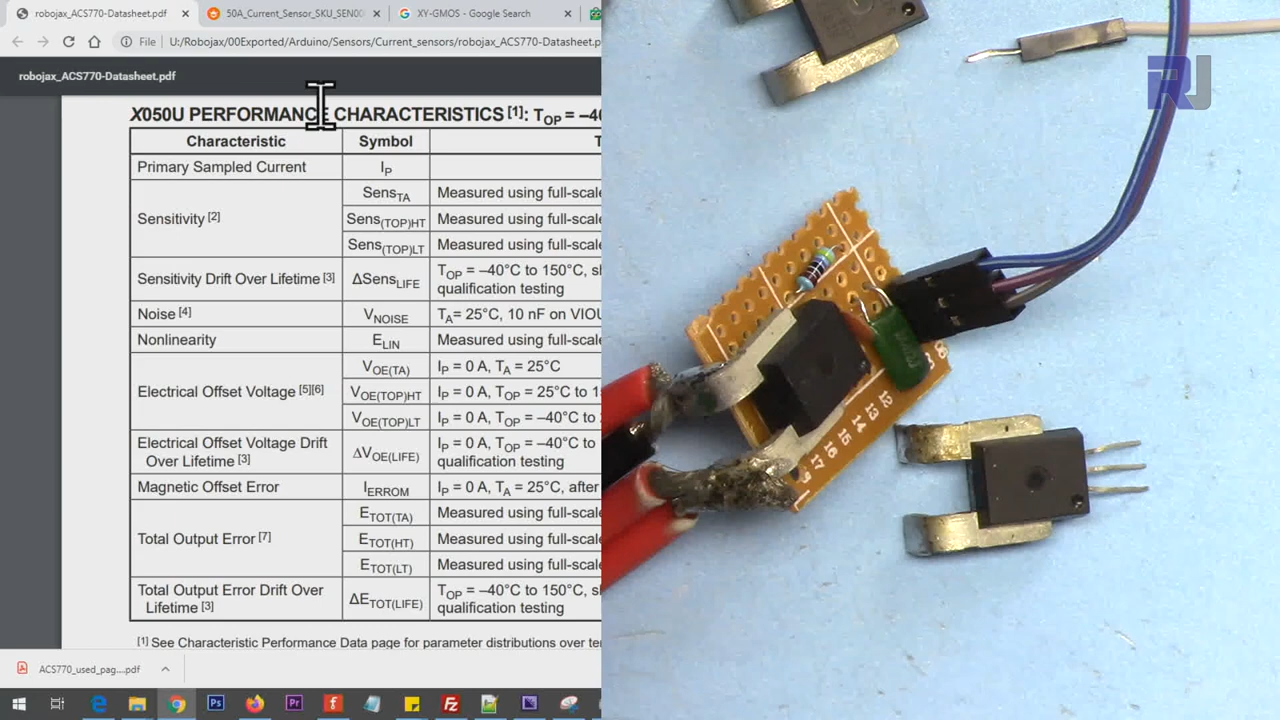 robojax_ACS770-Datasheet.pdf
50A_Current_Sensor_SKU_SEN00
XY-GMOS - Google Search
File
U:/Robojax/00Exported/Arduino/Sensors/Current_sensors/robojax_ACS770-Datasheet.p
robojax_ACS770-Datasheet.pdf
RJ
X050U PERFORMANCE CHARACTERISTICS [1]: TOP = –40
Characteristic Symbol T
Primary Sampled Current IP
Sensitivity [2]
SensTA Measured using full-scale
Sens(TOP)HT Measured using full-scale
Sens(TOP)LT Measured using full-scale
Sensitivity Drift Over Lifetime [3] ΔSensLIFE TOP = –40°C to 150°C, sh
qualification testing
Noise [4] VNOISE TA= 25°C, 10 nF on VIOU
Nonlinearity ELIN Measured using full-scale
Electrical Offset Voltage [5][6]
VOE(TA) IP = 0 A, TA = 25°C
VOE(TOP)HT IP = 0 A, TOP = 25°C to 1
VOE(TOP)LT IP = 0 A, TOP = –40°C to
Electrical Offset Voltage Drift
Over Lifetime [3]
ΔVOE(LIFE) IP = 0 A, TOP = –40°C to
qualification testing
Magnetic Offset Error IERROM IP = 0 A, TA = 25°C, after
Total Output Error [7]
ETOT(TA) Measured using full-scale
ETOT(HT) Measured using full-scale
ETOT(LT) Measured using full-scale
Total Output Error Drift Over
Lifetime [3]
ΔETOT(LIFE) TOP = –40°C to 150°C, sh
qualification testing
[1] See Characteristic Performance Data page for parameter distributions over te
ACS770_used_pag....pdf
12
13
14
15
16
17